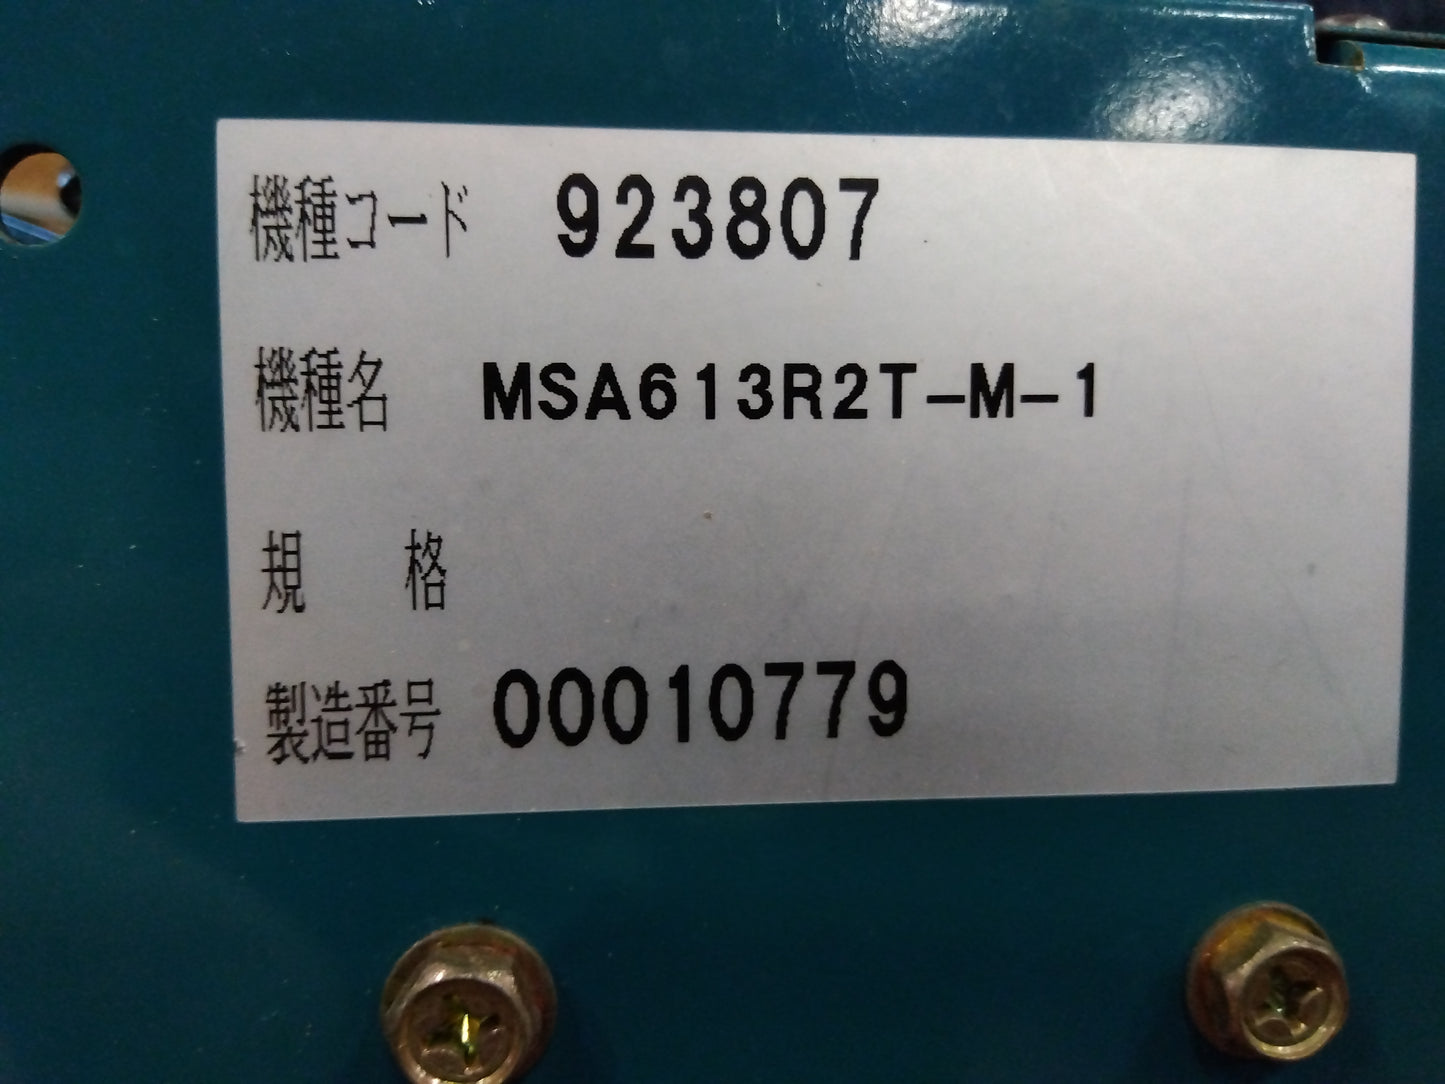 機種コード 923807
機種名 MSA613R2T-M-1
規 格
製造番号 00010779